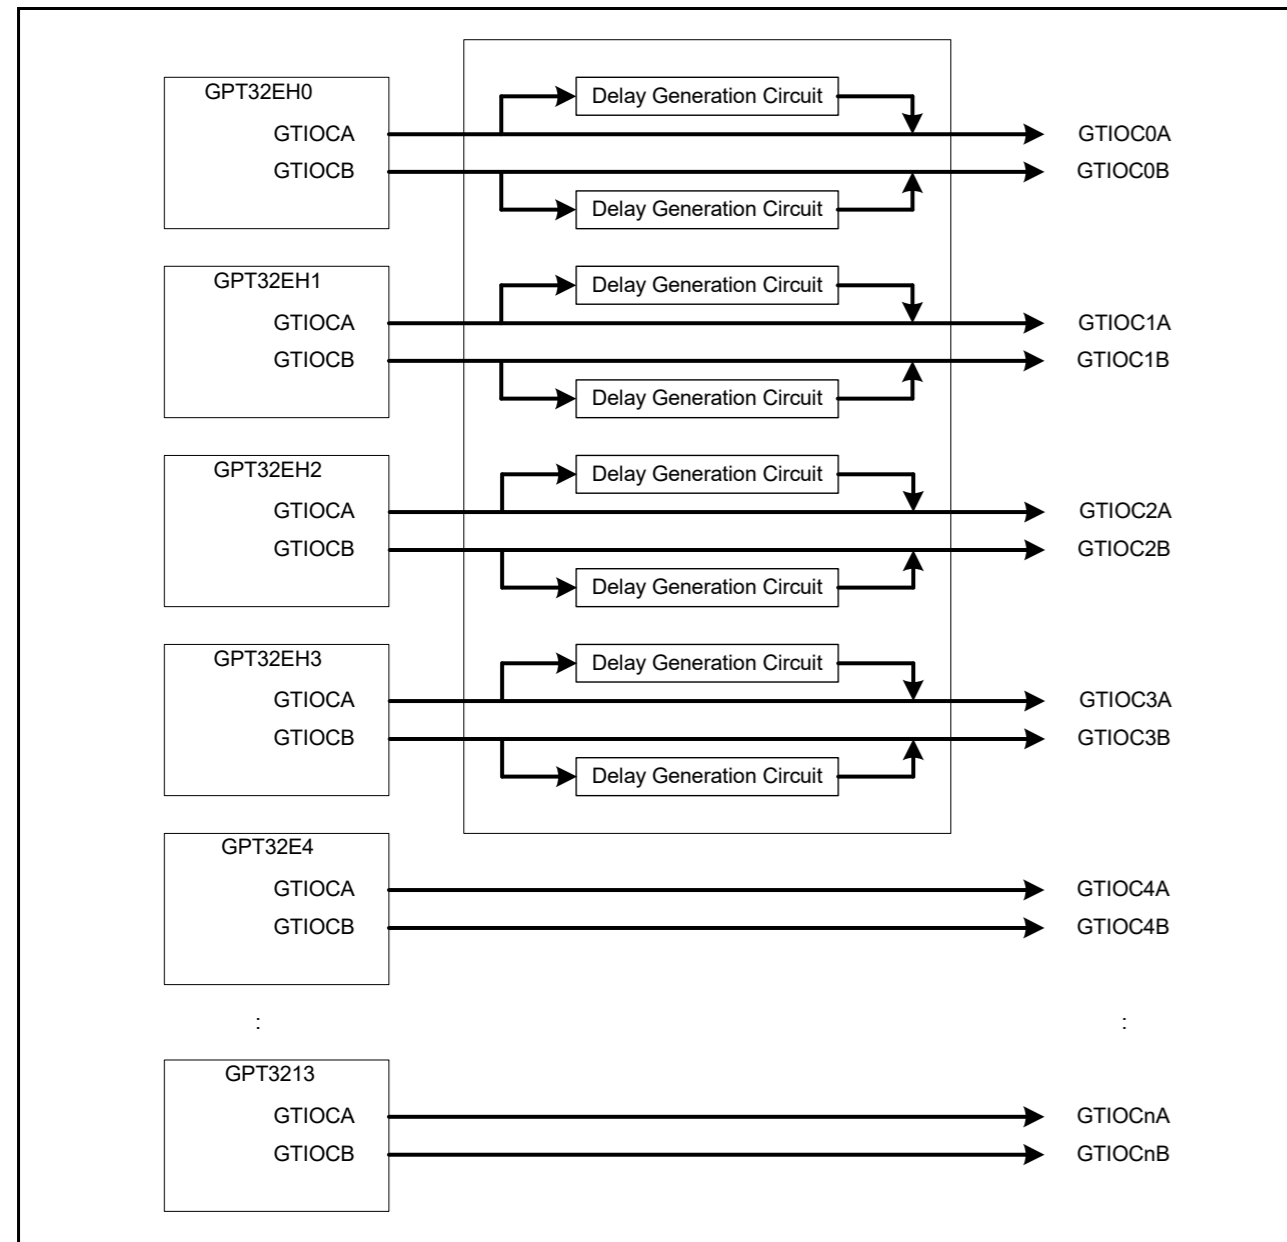 GPT32EH0
Delay Generation Circuit
GTIOCA
GTIOC0A
GTIOCB
GTIOC0B
Delay Generation Circuit
GPT32EH1
Delay Generation Circuit
GTIOCA
GTIOC1A
GTIOCB
GTIOC1B
Delay Generation Circuit
GPT32EH2
Delay Generation Circuit
GTIOCA
GTIOC2A
GTIOCB
GTIOC2B
Delay Generation Circuit
GPT32EH3
Delay Generation Circuit
GTIOCA
GTIOC3A
GTIOCB
GTIOC3B
Delay Generation Circuit
GPT32E4
GTIOCA
GTIOC4A
GTIOCB
GTIOC4B
:
:
GPT3213
GTIOCA
GTIOCnA
GTIOCB
GTIOCnB